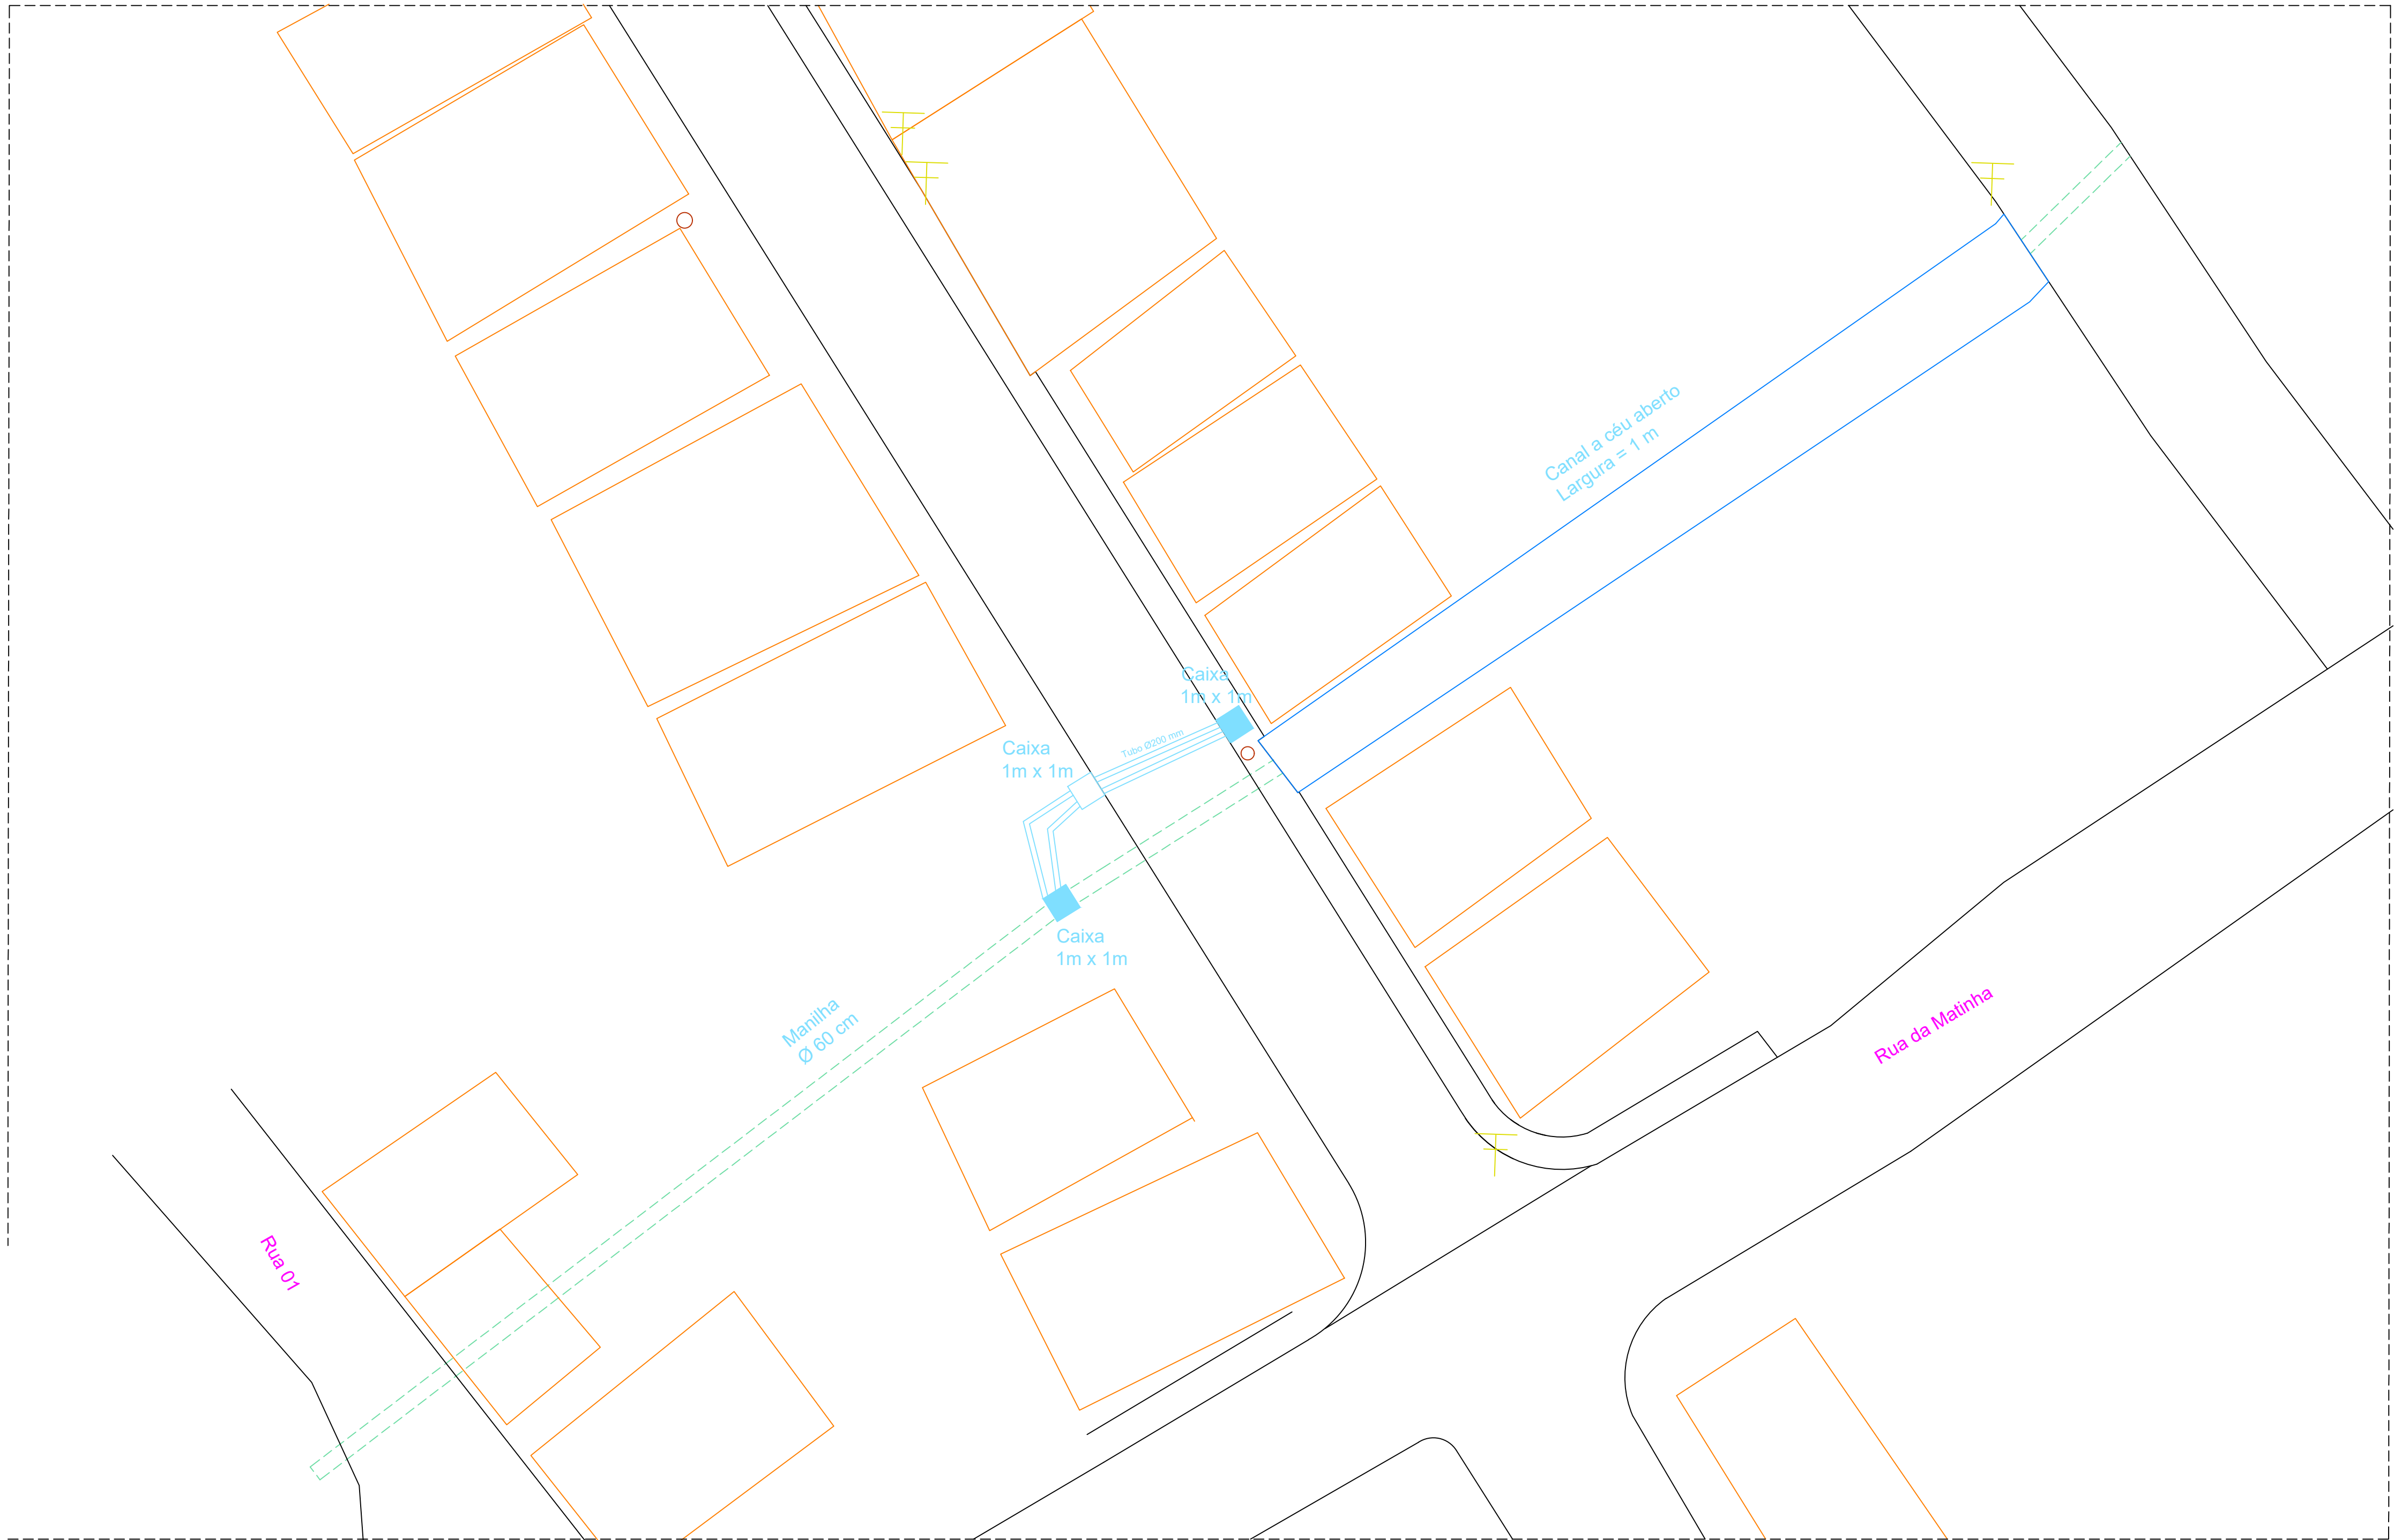 Canal a céu aberto
Largura = 1 m
Caixa
1m x 1m
Tubo Ø200 mm
Caixa
1m x 1m
Caixa
1m x 1m
Manilha
Ø 60 cm
Rua da Matinha
Rua 01